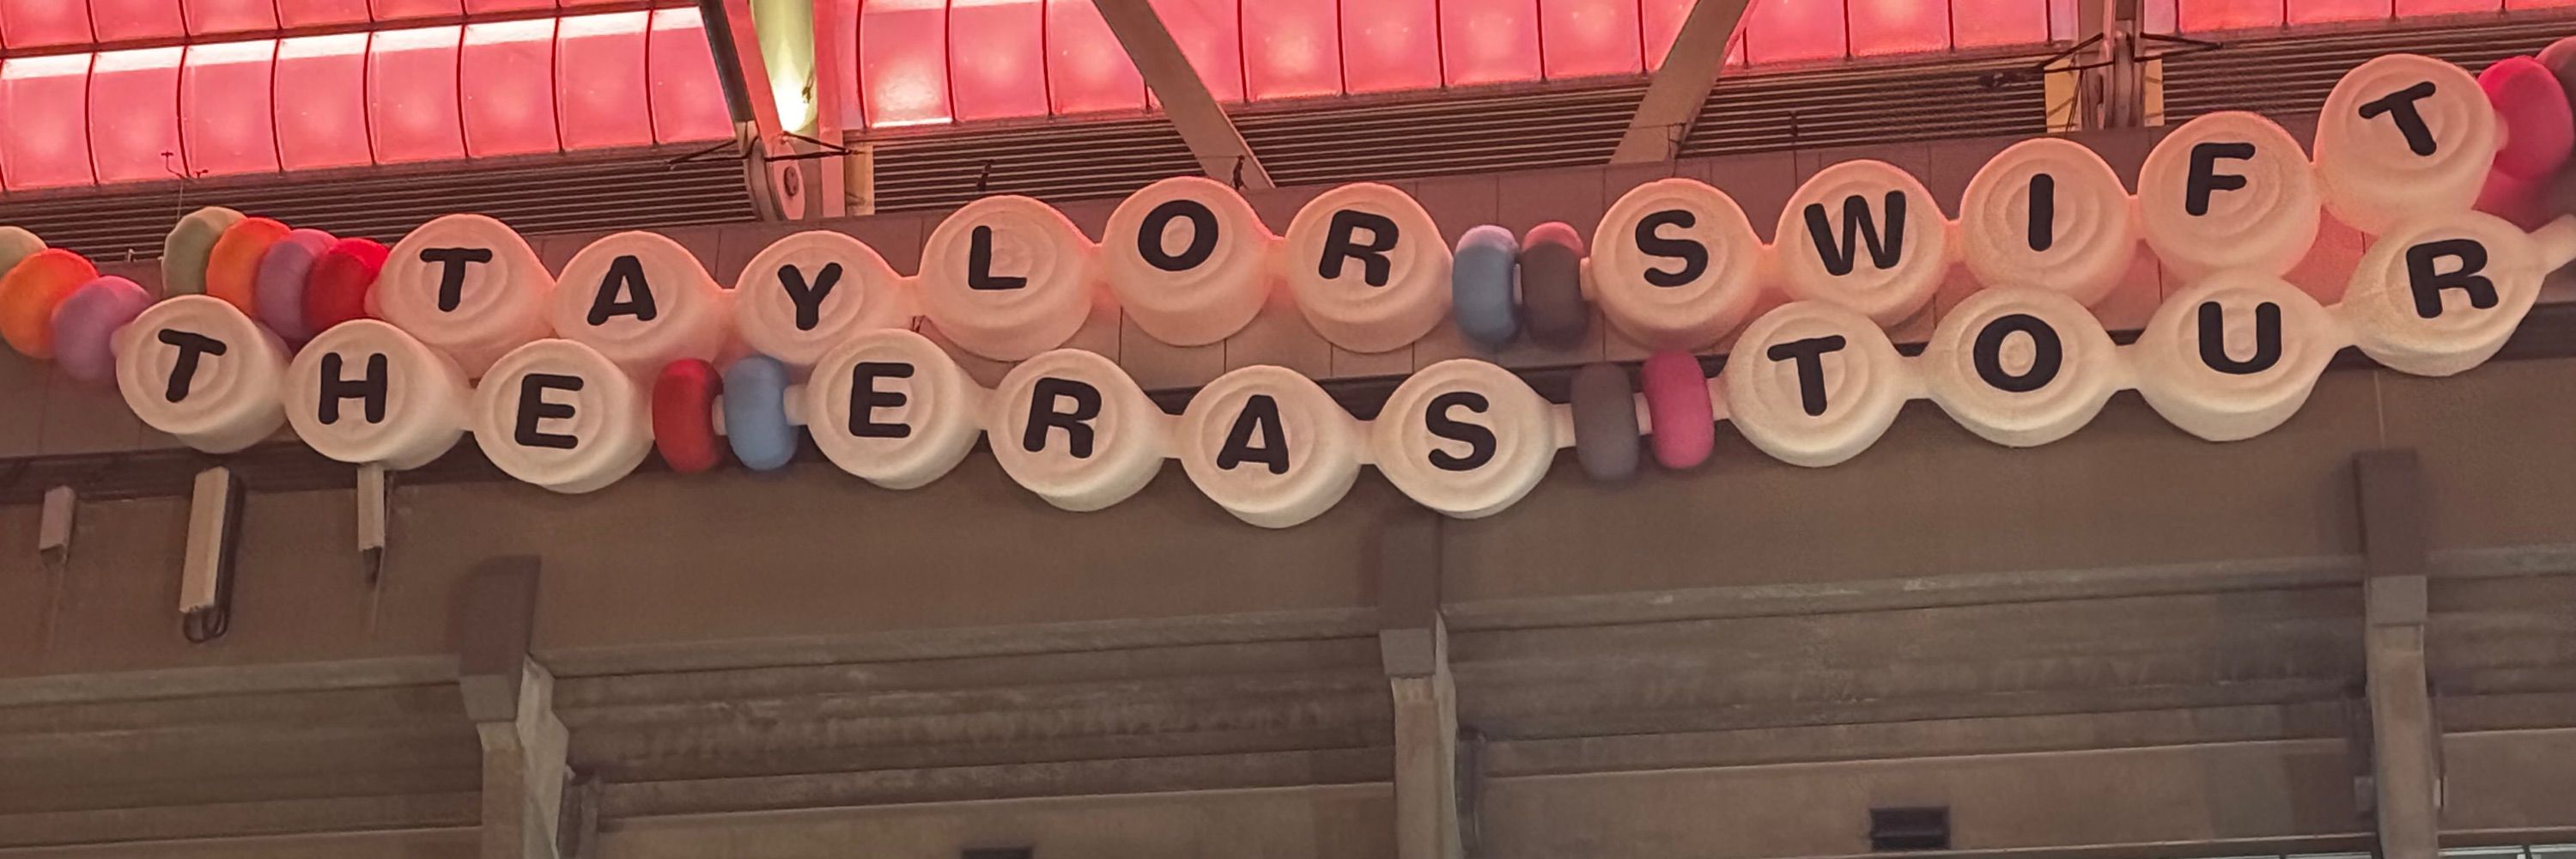 TAYLOR SWIFT
THE ERAS TOUR